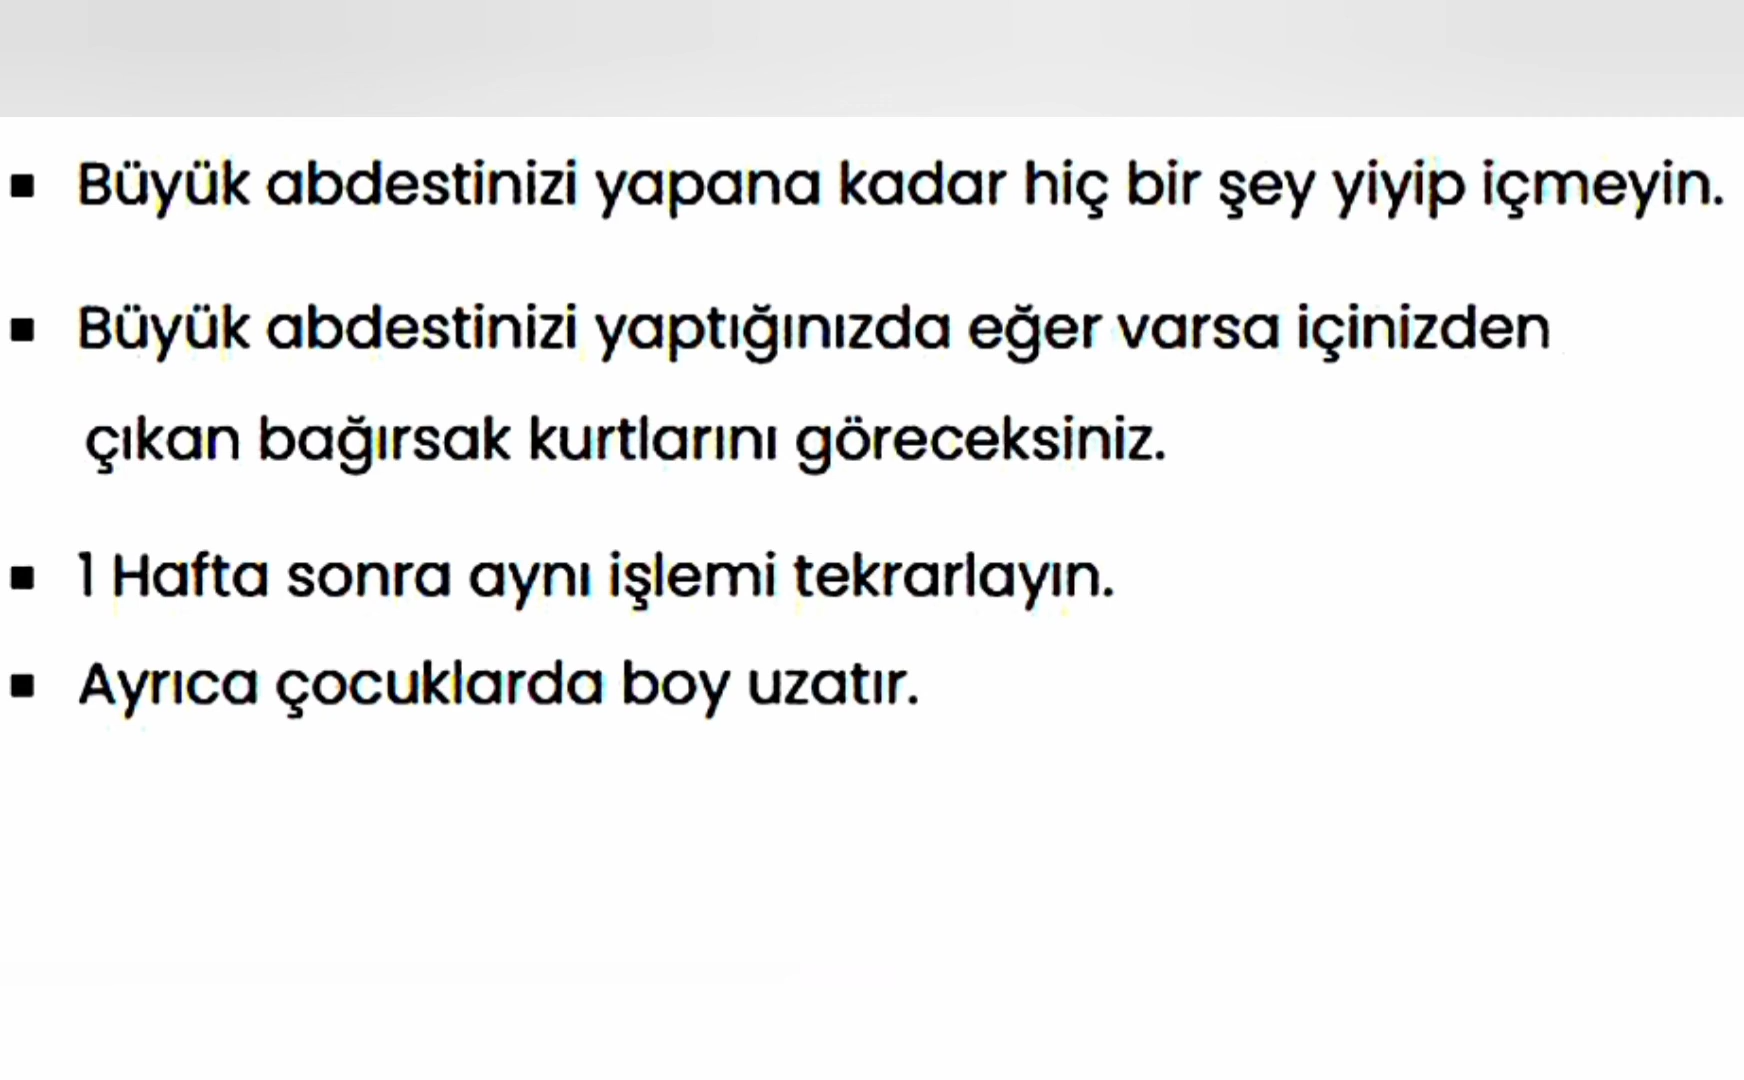 ▪ Büyük abdestinizi yapana kadar hiç bir şey yiyip içmeyin.
▪ Büyük abdestinizi yaptığınızda eğer varsa içinizden
çıkan bağırsak kurtlarını göreceksiniz.
▪ 1 Hafta sonra aynı işlemi tekrarlayın.
▪ Ayrıca çocuklarda boy uzatır.